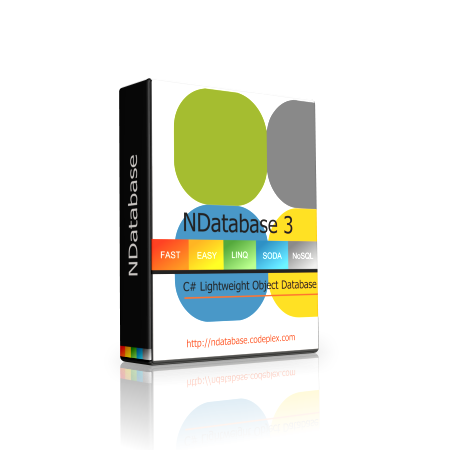 NDatabase
NDatabase 3
FAST EASY LINQ SODA NoSQL
C# Lightweight Object Database
http://ndatabase.codeplex.com